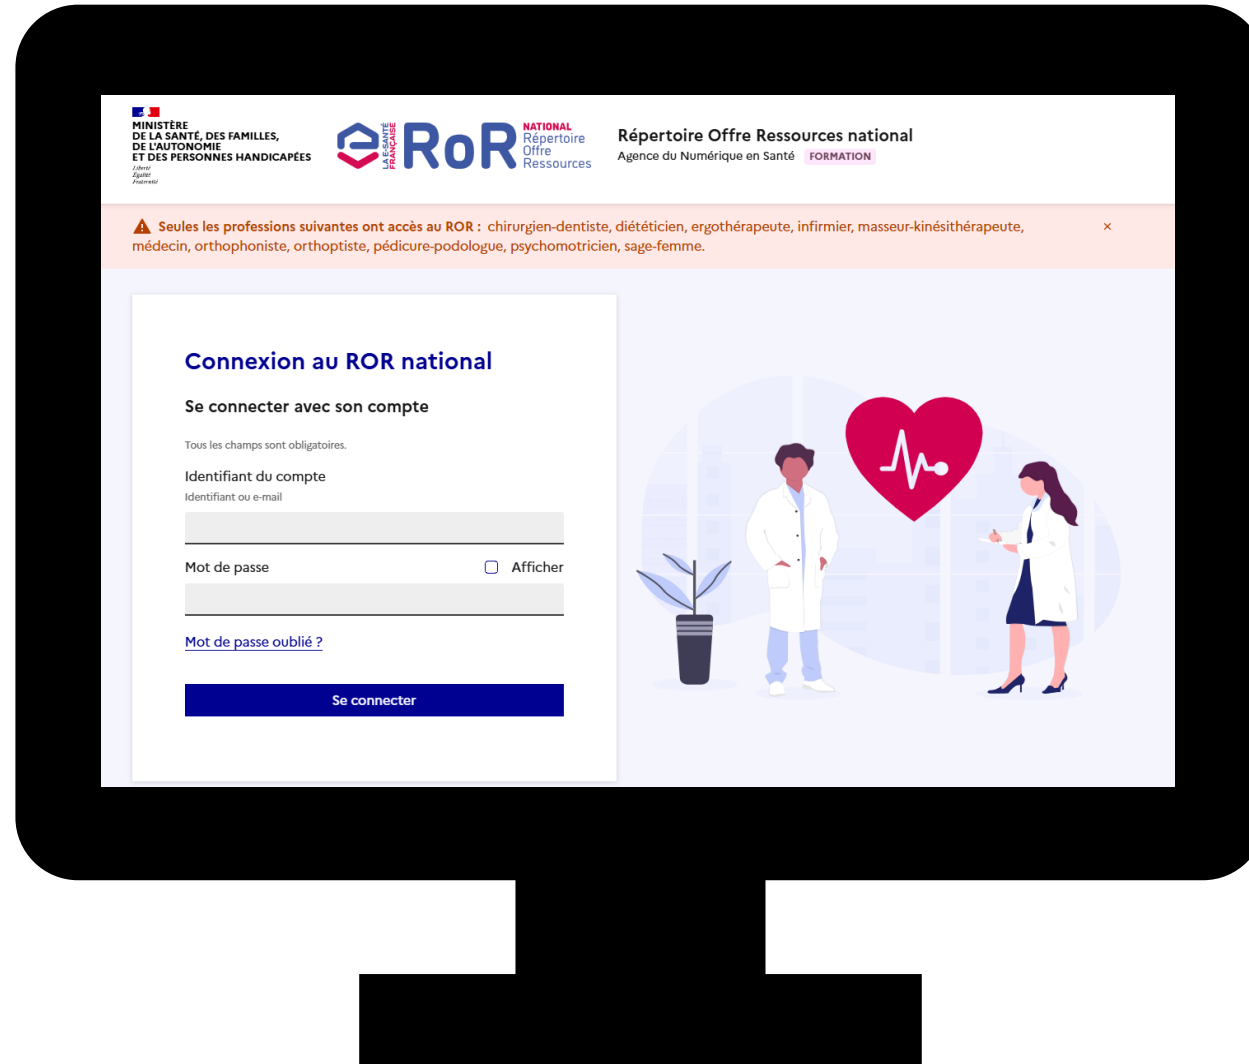 MINISTÈRE
DE LA SANTÉ, DES FAMILLES,
DE L'AUTONOMIE
ET DES PERSONNES HANDICAPÉES
Liberté
Égalité
Fraternité
LA E-SANTÉ
FRANÇAISE
RoR
NATIONAL
Répertoire
Offre
Ressources
Répertoire Offre Ressources national
Agence du Numérique en Santé FORMATION
Seules les professions suivantes ont accès au ROR : chirurgien-dentiste, diététicien, ergothérapeute, infirmier, masseur-kinésithérapeute,
médecin, orthophoniste, orthoptiste, pédicure-podologue, psychomotricien, sage-femme.
Connexion au ROR national
Se connecter avec son compte
Tous les champs sont obligatoires.
Identifiant du compte
Identifiant ou e-mail
Mot de passe
Afficher
Mot de passe oublié ?
Se connecter